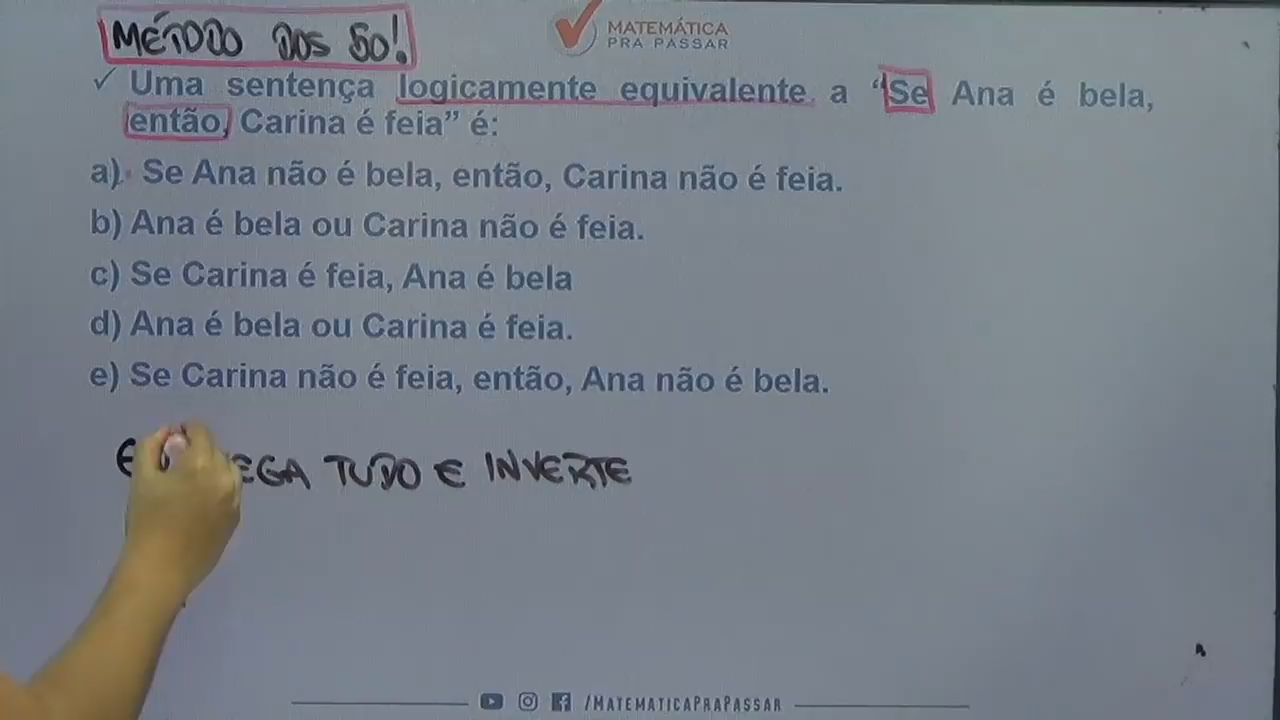 MÉTODO DOS 50!
MATEMÁTICA
PRA PASSAR
✓ Uma sentença logicamente equivalente a “Se Ana é bela,
então, Carina é feia” é:
a). Se Ana não é bela, então, Carina não é feia.
b) Ana é bela ou Carina não é feia.
c) Se Carina é feia, Ana é bela
d) Ana é bela ou Carina é feia.
e) Se Carina não é feia, então, Ana não é bela.
TUDO E INVERTE
/MATEMATICAPRAPASSAR